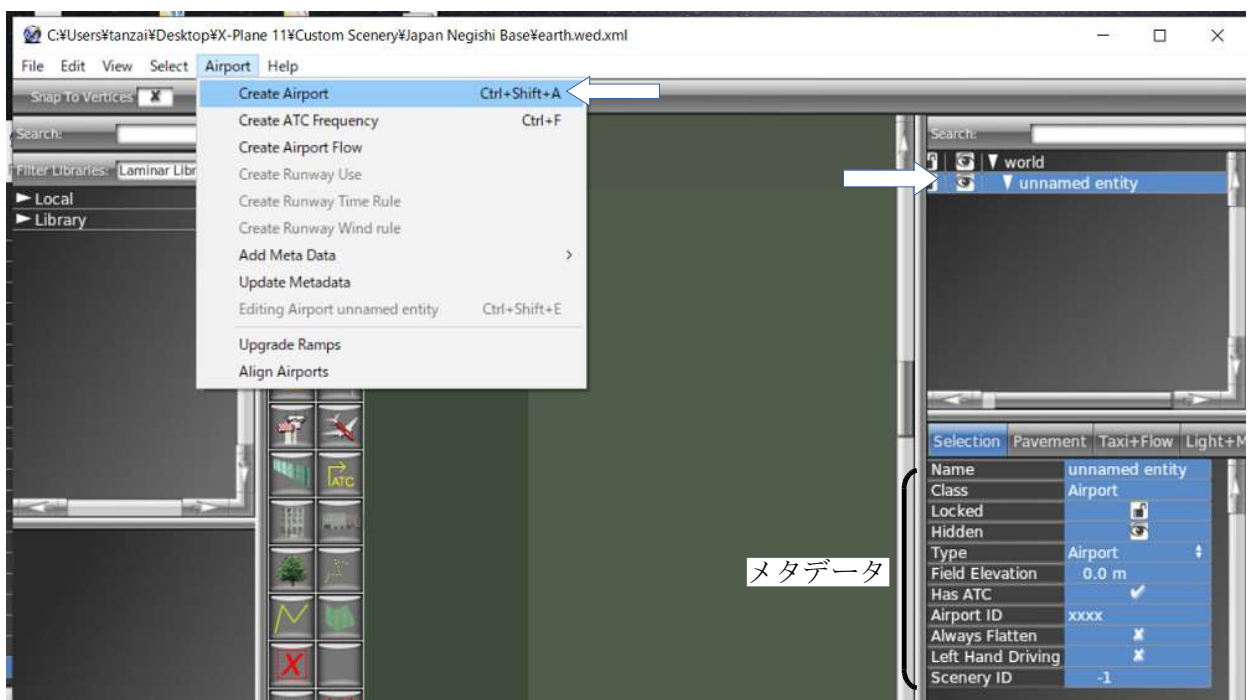 C:¥Users¥tanzai¥Desktop¥X-Plane 11¥Custom Scenery¥Japan Negishi Base¥earth.wed.xml
File Edit View Select Airport Help
Snap To Vertices X
Search:
Filter Libraries: Laminar Libr
Local
Library
Create Airport Ctrl+Shift+A
Create ATC Frequency Ctrl+F
Create Airport Flow
Create Runway Use
Create Runway Time Rule
Create Runway Wind rule
Add Meta Data
Update Metadata
Editing Airport unnamed entity Ctrl+Shift+E
Upgrade Ramps
Align Airports
ATC
X
Search:
world
unnamed entity
Selection Pavement Taxi+Flow Light+M
メタデータ
Name unnamed entity
Class Airport
Locked
Hidden
Type Airport
Field Elevation 0.0 m
Has ATC
Airport ID xxxx
Always Flatten
Left Hand Driving
Scenery ID -1